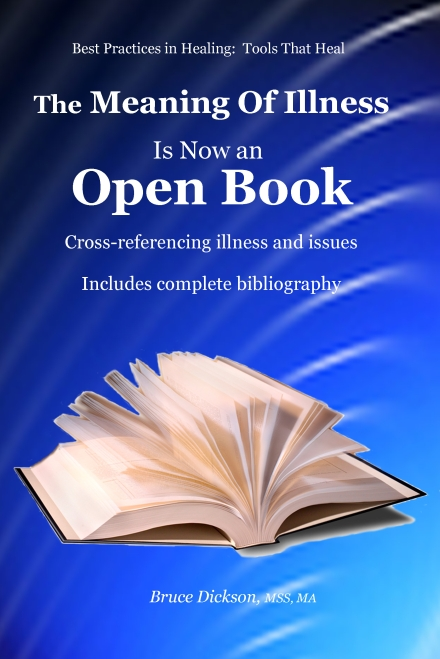 Best Practices in Healing:  Tools That Heal
The Meaning Of Illness
Is Now an
Open Book
Cross-referencing illness and issues
Includes complete bibliography
Bruce Dickson, MSS, MA